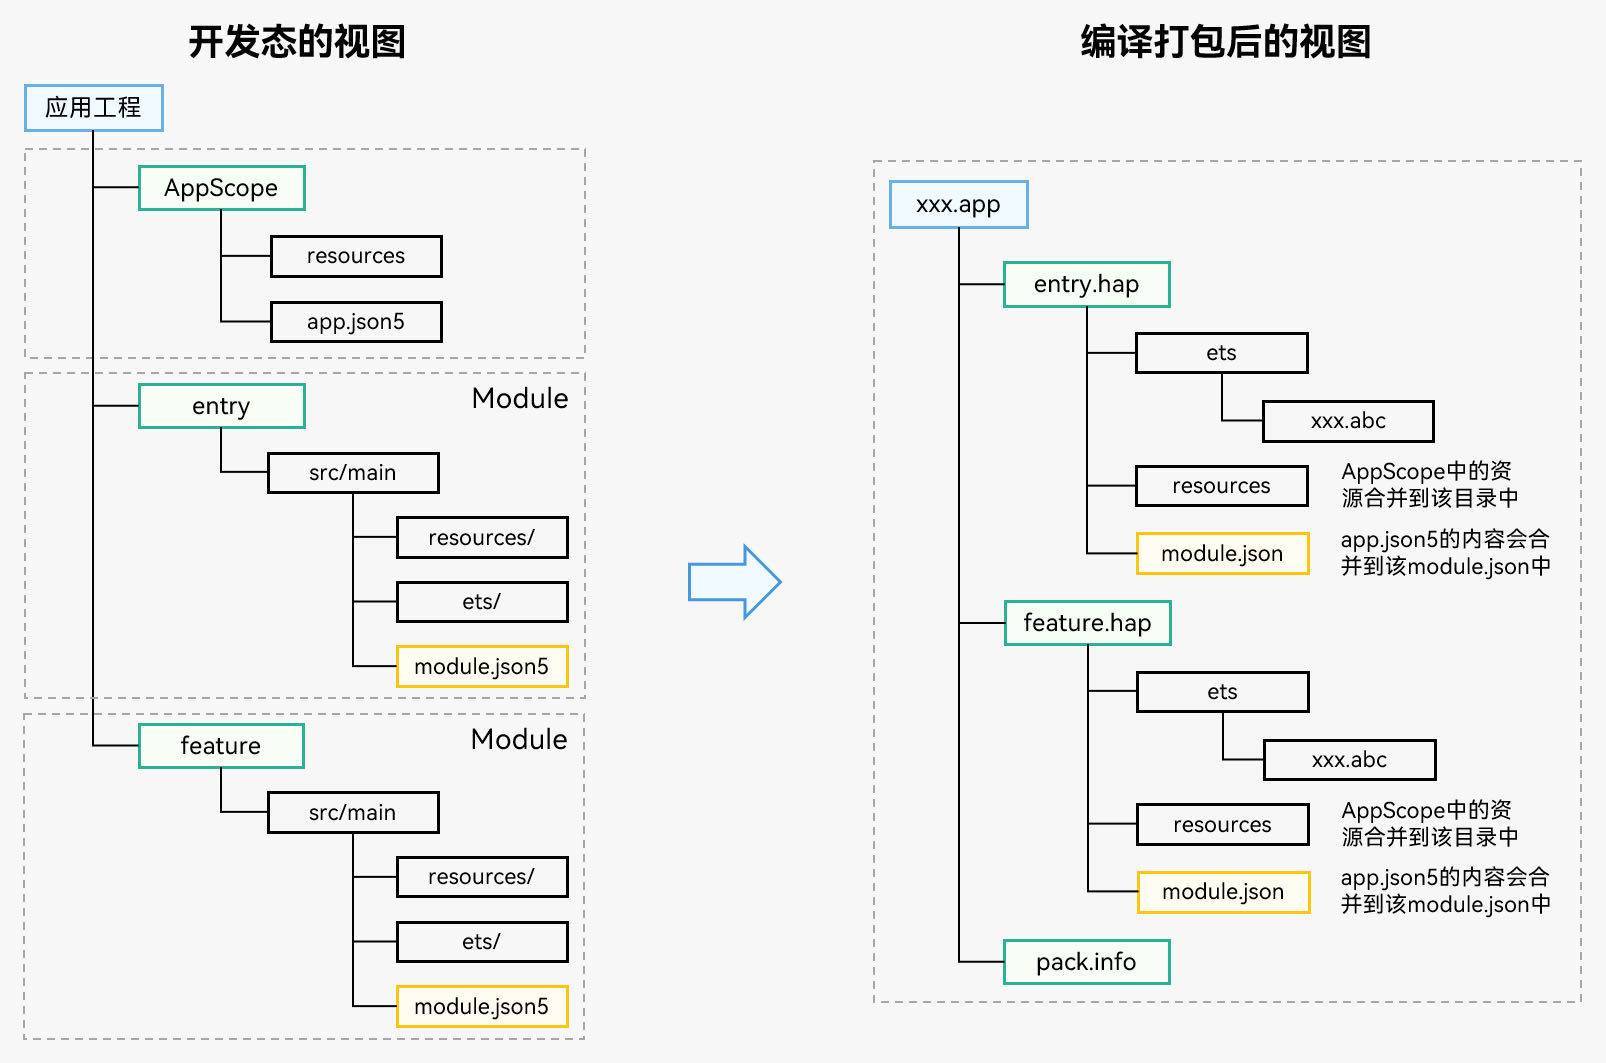 开发态的视图
应用工程
AppScope
resources
app.json5
Module
entry
src/main
resources/
ets/
module.json5
Module
feature
src/main
resources/
ets/
module.json5
编译打包后的视图
xxx.app
entry.hap
ets
xxx.abc
resources
AppScope中的资
源合并到该目录中
module.json
app.json5的内容会合
并到该module.json中
feature.hap
ets
xxx.abc
resources
AppScope中的资
源合并到该目录中
module.json
app.json5的内容会合
并到该module.json中
pack.info